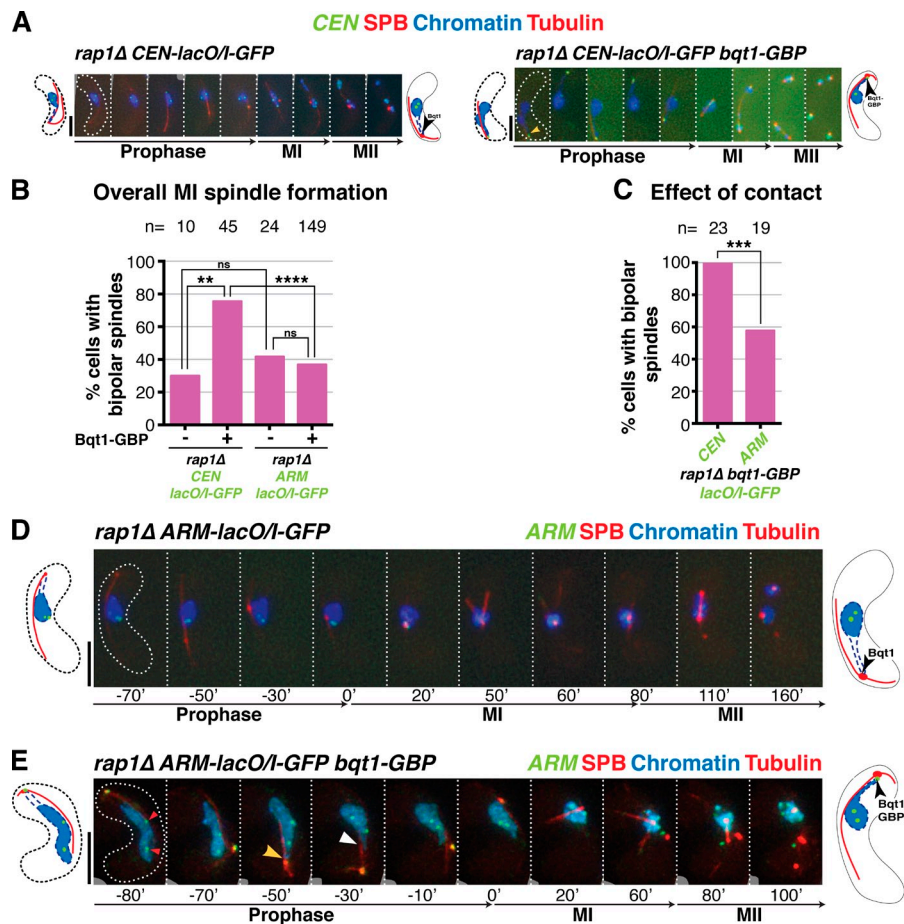 A
CEN SPB Chromatin Tubulin
rap1Δ CEN-lacO/I-GFP
rap1Δ CEN-lacO/I-GFP bqt1-GBP
Bqt1
Bqt1-
GBP
Prophase MI MII
Prophase MI MII
B Overall MI spindle formation
n= 10 45 24 149
% cells with
bipolar spindles
100
80
60
40
20
0
ns
**
****
ns
Bqt1-GBP - + - +
rap1Δ rap1Δ
CEN ARM
lacO/I-GFP lacO/I-GFP
C Effect of contact
n= 23 19
***
% cells with bipolar
spindles
100
80
60
40
20
0
CEN ARM
rap1Δ bqt1-GBP
lacO/I-GFP
D rap1Δ ARM-lacO/I-GFP ARM SPB Chromatin Tubulin
Bqt1
-70' -50' -30' 0' 20' 50' 60' 80' 110' 160'
Prophase MI MII
E rap1Δ ARM-lacO/I-GFP bqt1-GBP ARM SPB Chromatin Tubulin
Bqt1
GBP
-80' -70' -50' -30' -10' 0' 20' 60' 80' 100'
Prophase MI MII